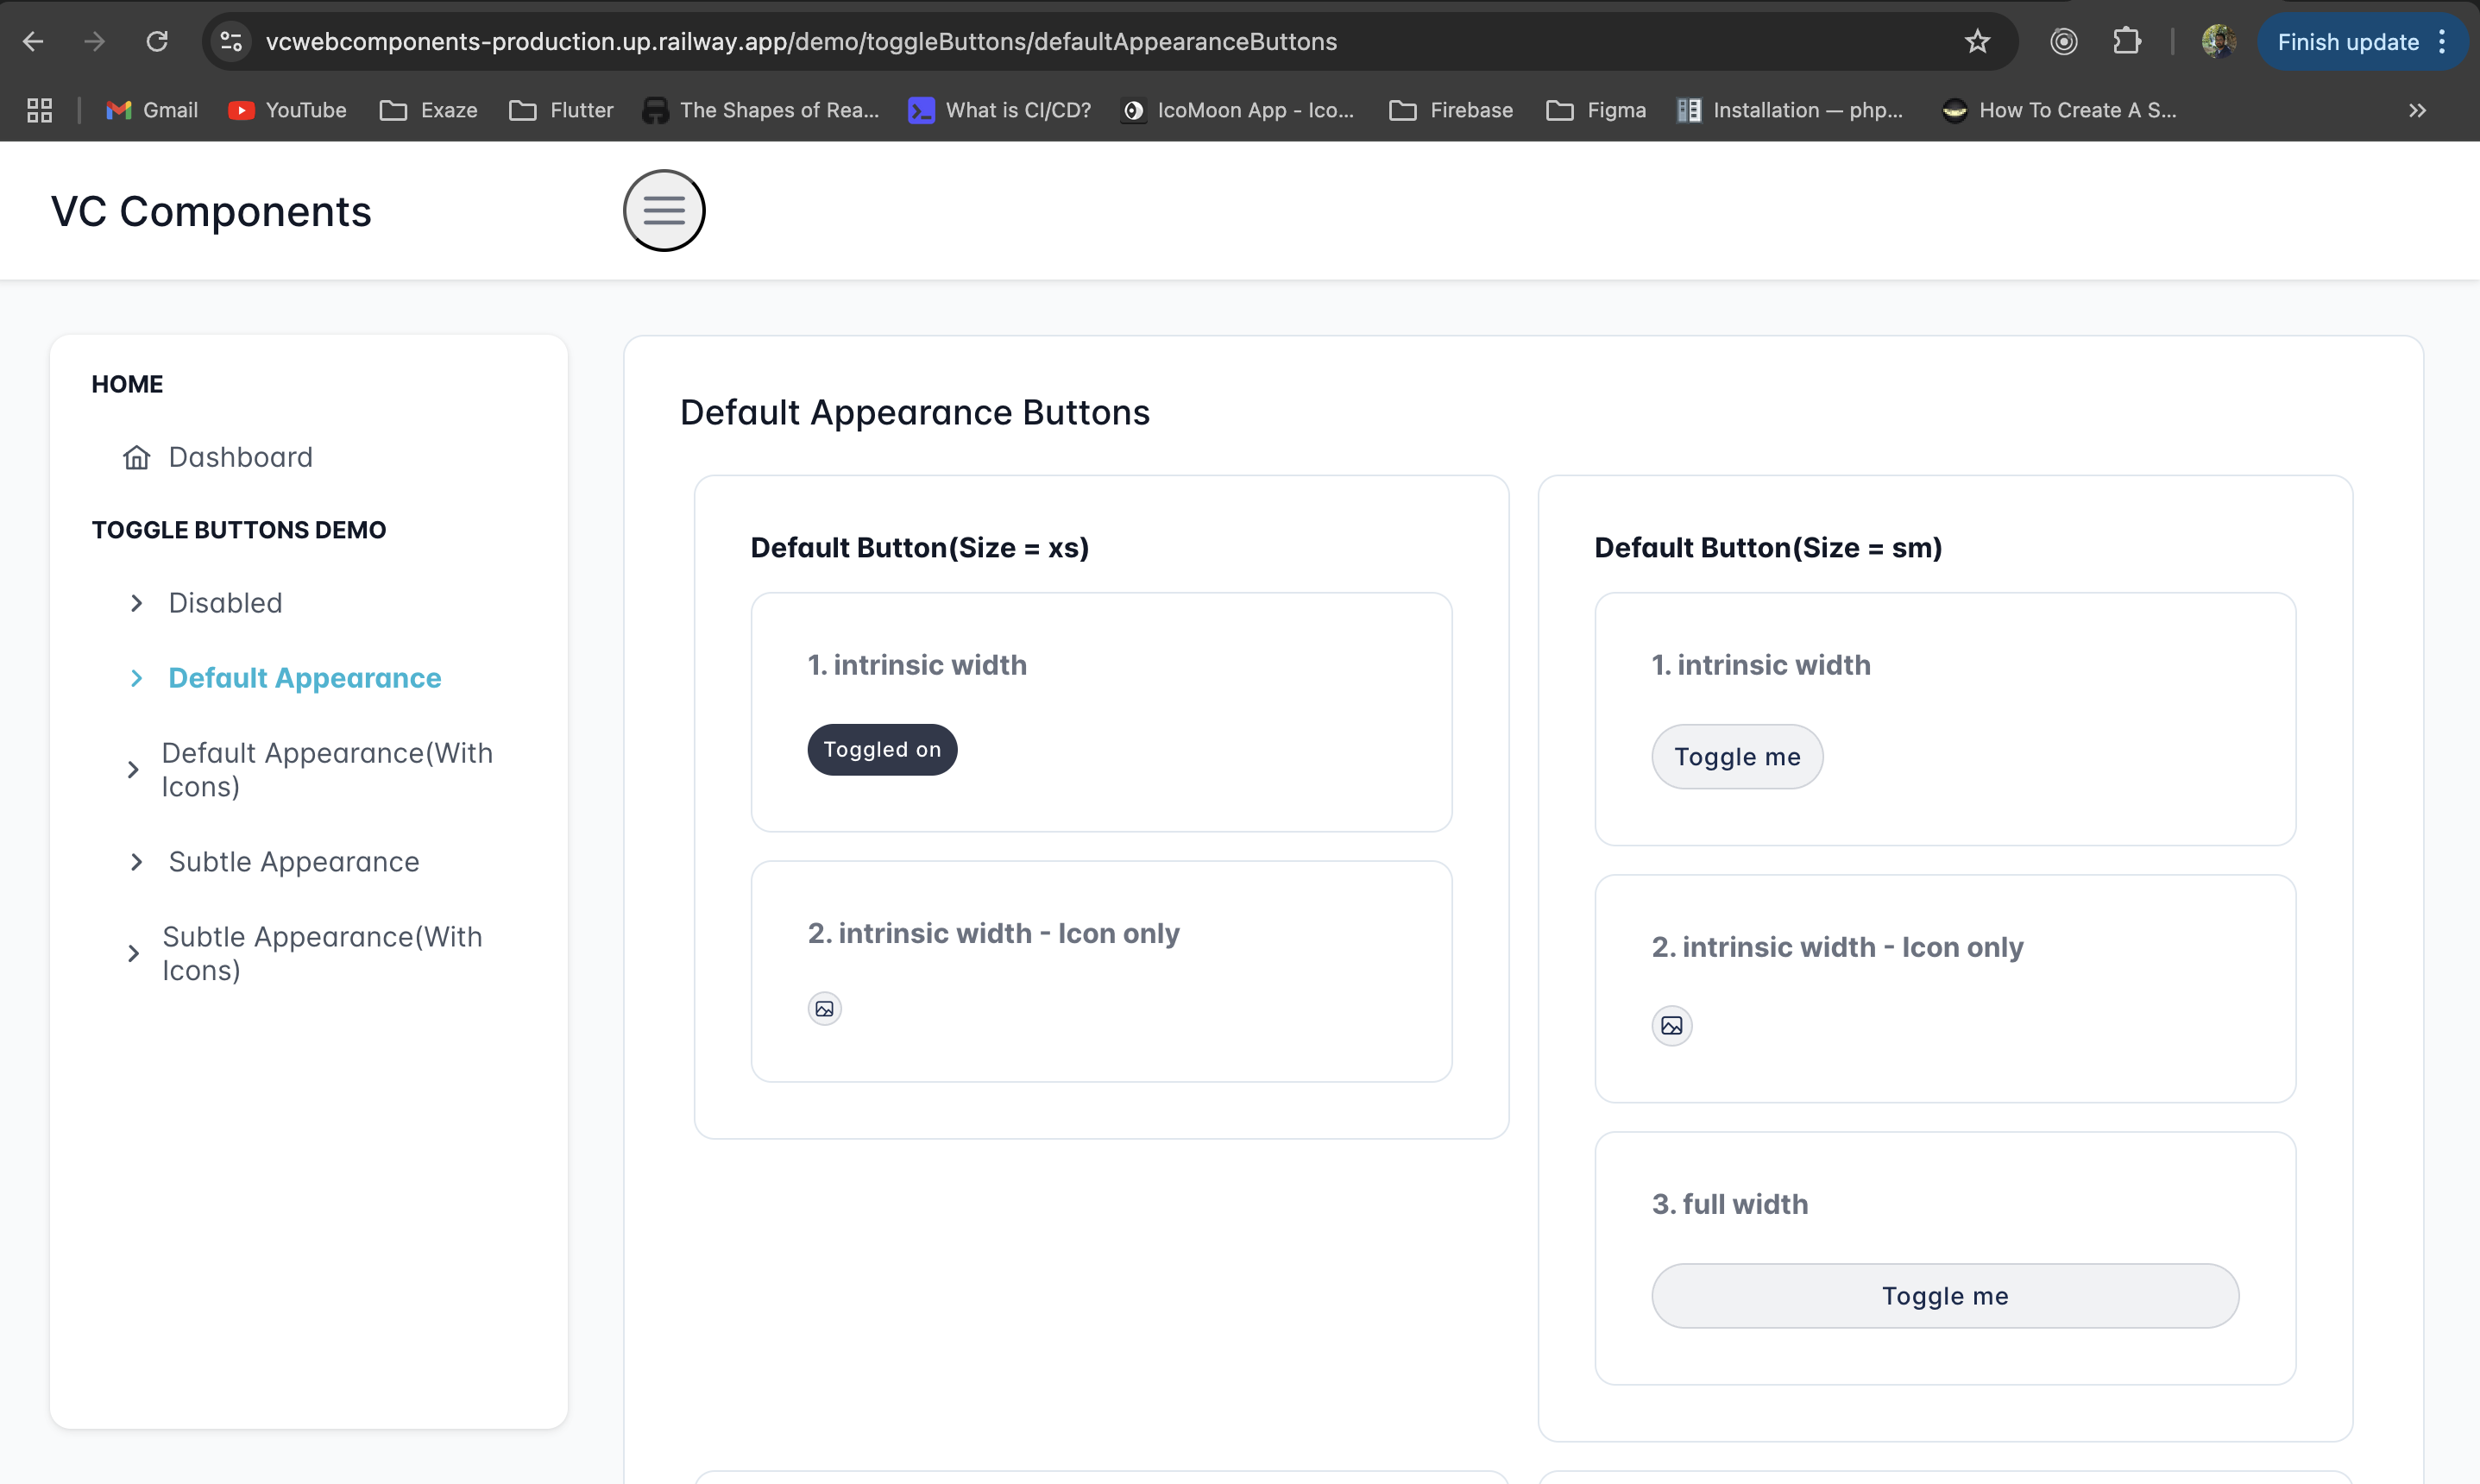 vcwebcomponents-production.up.railway.app/demo/toggleButtons/defaultAppearanceButtons
Finish update
Gmail
YouTube
Exaze
Flutter
The Shapes of Rea...
What is CI/CD?
IcoMoon App - Ico...
Firebase
Figma
Installation — php...
How To Create A S...
VC Components
HOME
Dashboard
TOGGLE BUTTONS DEMO
Disabled
Default Appearance
Default Appearance(With
Icons)
Subtle Appearance
Subtle Appearance(With
Icons)
Default Appearance Buttons
Default Button(Size = xs)
1. intrinsic width
Toggled on
2. intrinsic width - Icon only
Default Button(Size = sm)
1. intrinsic width
Toggle me
2. intrinsic width - Icon only
3. full width
Toggle me